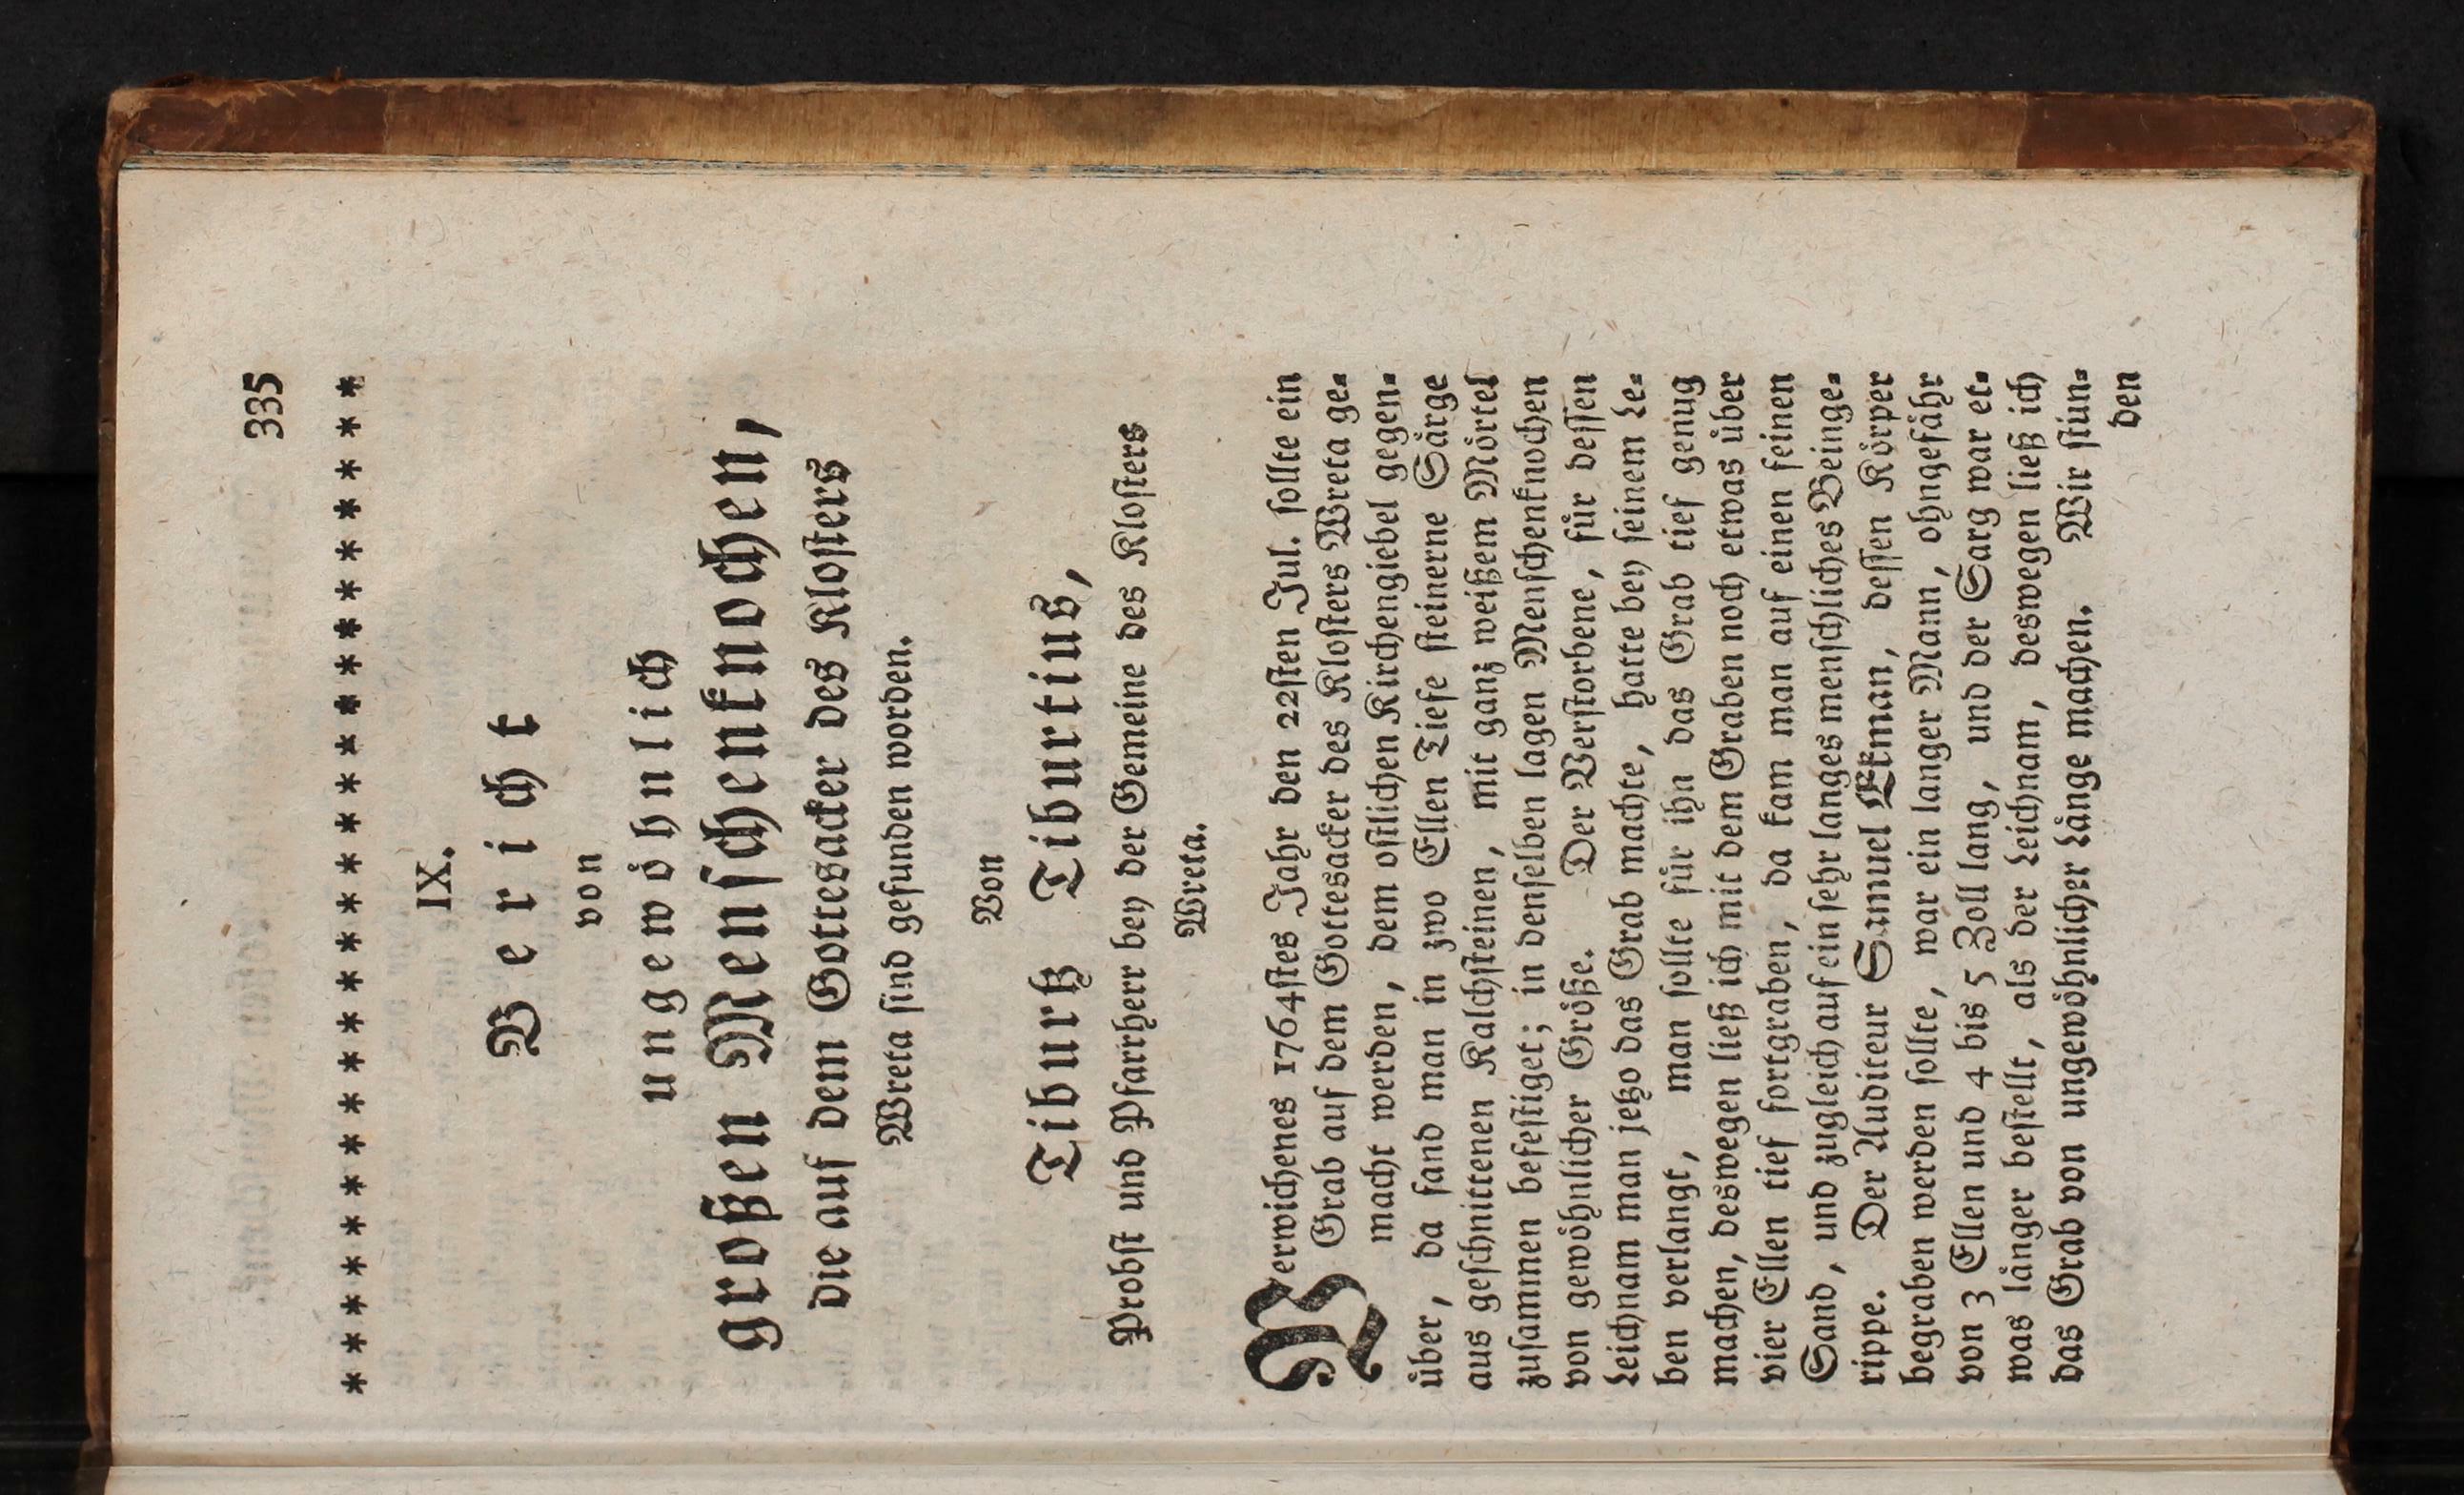 335
* * * * * * * * * * * * * * * * * * * * * * * * * *
IX.
Bericht
von
ungewöhnlich
großen Menschenknochen,
die auf dem Gottesacker des Klosters
Wreta sind gefunden worden.
Von
Tiburtz Tiburtius,
Probst und Pfarrherr bey der Gemeine des Klosters
Wreta.
Verwichenes 1764stes Jahr den 22sten Jul. sollte ein
Grab auf dem Gottesacker des Klosters Wreta ge-
macht werden, dem ostlichen Kirchengiebel gegen-
über, da fand man in zwo Ellen Tiefe steinerne Särge
aus geschnittenen Kalchsteinen, mit ganz weißem Mörtel
zusammen befestiget; in denselben lagen Menschenknochen
von gewöhnlicher Größe. Der Verstorbene, für dessen
Leichnam man jetzo das Grab machte, hatte bey seinem Le-
ben verlangt, man sollte für ihn das Grab tief genug
machen, deswegen ließ ich mit dem Graben noch etwas über
vier Ellen tief fortgraben, da kam man auf einen feinen
Sand, und zugleich auf ein sehr langes menschliches Beinge-
rippe. Der Auditeur Samuel Ekman, dessen Körper
begraben werden sollte, war ein langer Mann, ohngefähr
von 3 Ellen und 4 bis 5 Zoll lang, und der Sarg war et-
was länger bestellt, als der Leichnam, deswegen ließ ich
das Grab von ungewöhnlicher Länge machen. Wir stun-
den